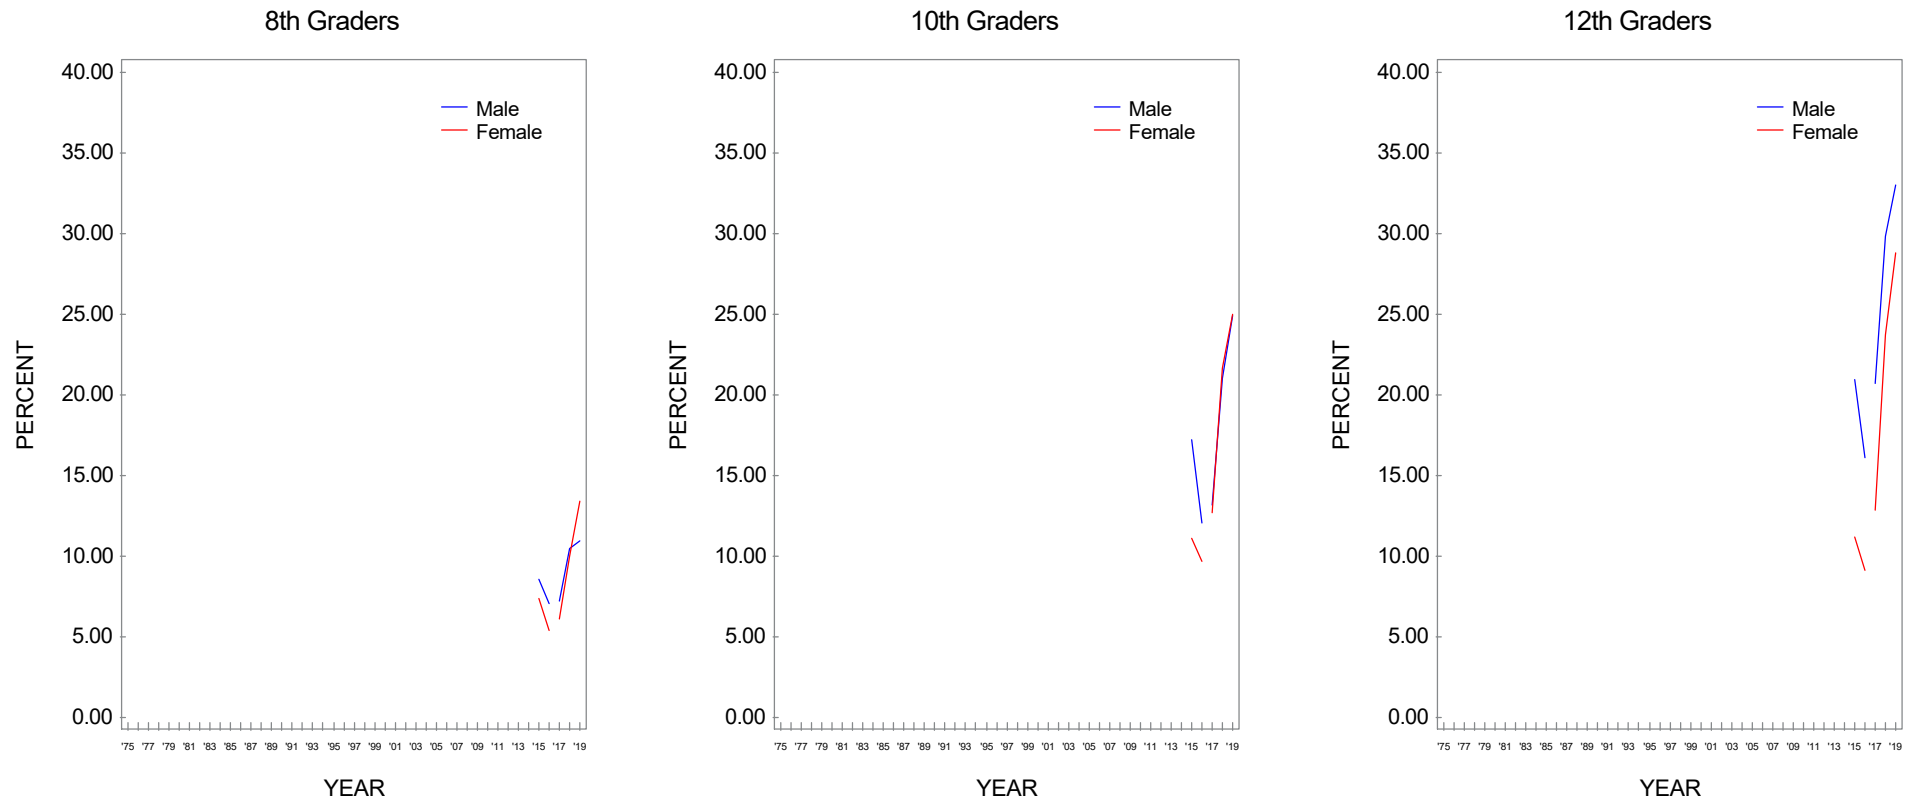 8th Graders
40.00
35.00
30.00
25.00
20.00
15.00
10.00
5.00
0.00
PERCENT
Male
Female
'75 '77 '79 '81 '83 '85 '87 '89 '91 '93 '95 '97 '99 '01 '03 '05 '07 '09 '11 '13 '15 '17 '19
YEAR
10th Graders
40.00
35.00
30.00
25.00
20.00
15.00
10.00
5.00
0.00
PERCENT
Male
Female
'75 '77 '79 '81 '83 '85 '87 '89 '91 '93 '95 '97 '99 '01 '03 '05 '07 '09 '11 '13 '15 '17 '19
YEAR
12th Graders
40.00
35.00
30.00
25.00
20.00
15.00
10.00
5.00
0.00
PERCENT
Male
Female
'75 '77 '79 '81 '83 '85 '87 '89 '91 '93 '95 '97 '99 '01 '03 '05 '07 '09 '11 '13 '15 '17 '19
YEAR